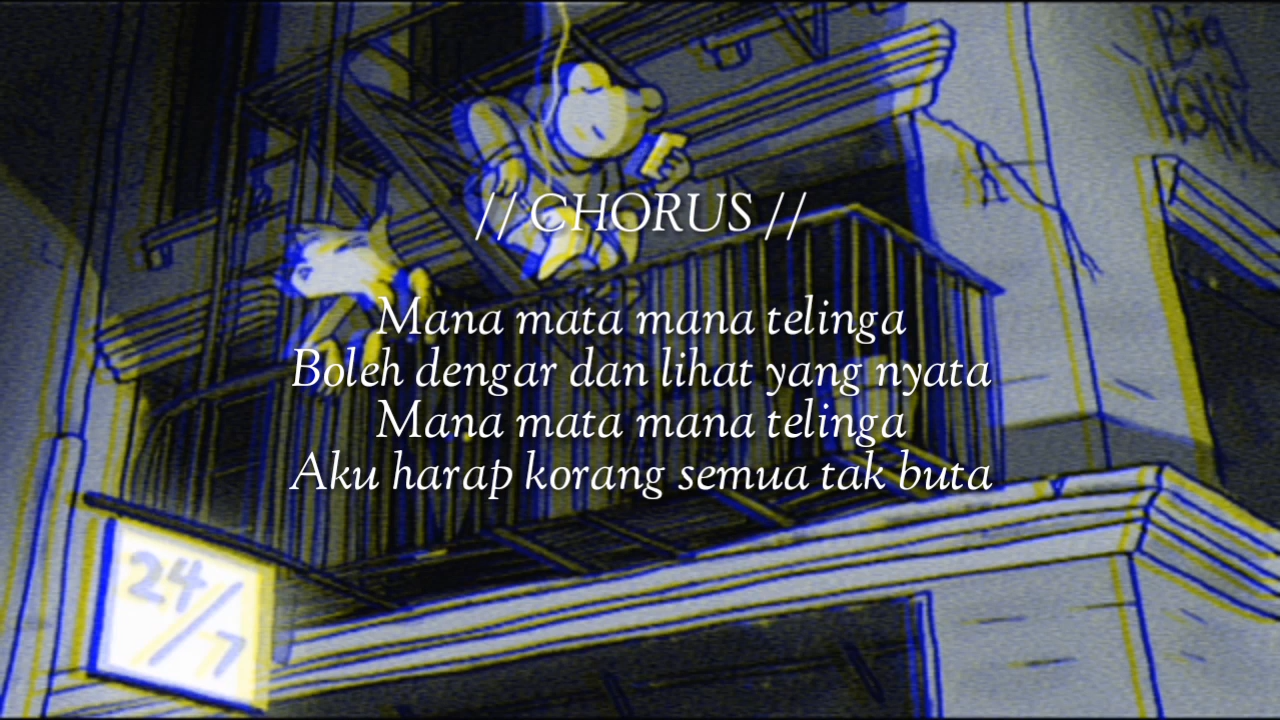 Big
// CHORUS //
Mana mata mana telinga
Boleh dengar dan lihat yang nyata
Mana mata mana telinga
Aku harap korang semua tak buta
24/7